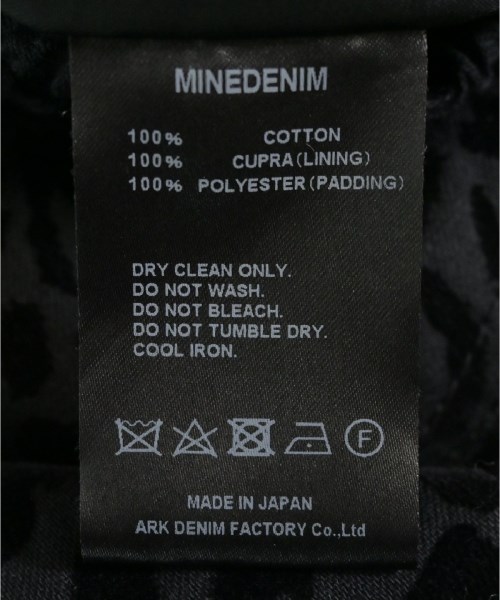 MINEDENIM
100% COTTON
100% CUPRA(LINING)
100% POLYESTER(PADDING)
DRY CLEAN ONLY.
DO NOT WASH.
DO NOT BLEACH.
DO NOT TUMBLE DRY.
COOL IRON.
F
MADE IN JAPAN
ARK DENIM FACTORY Co.,Ltd